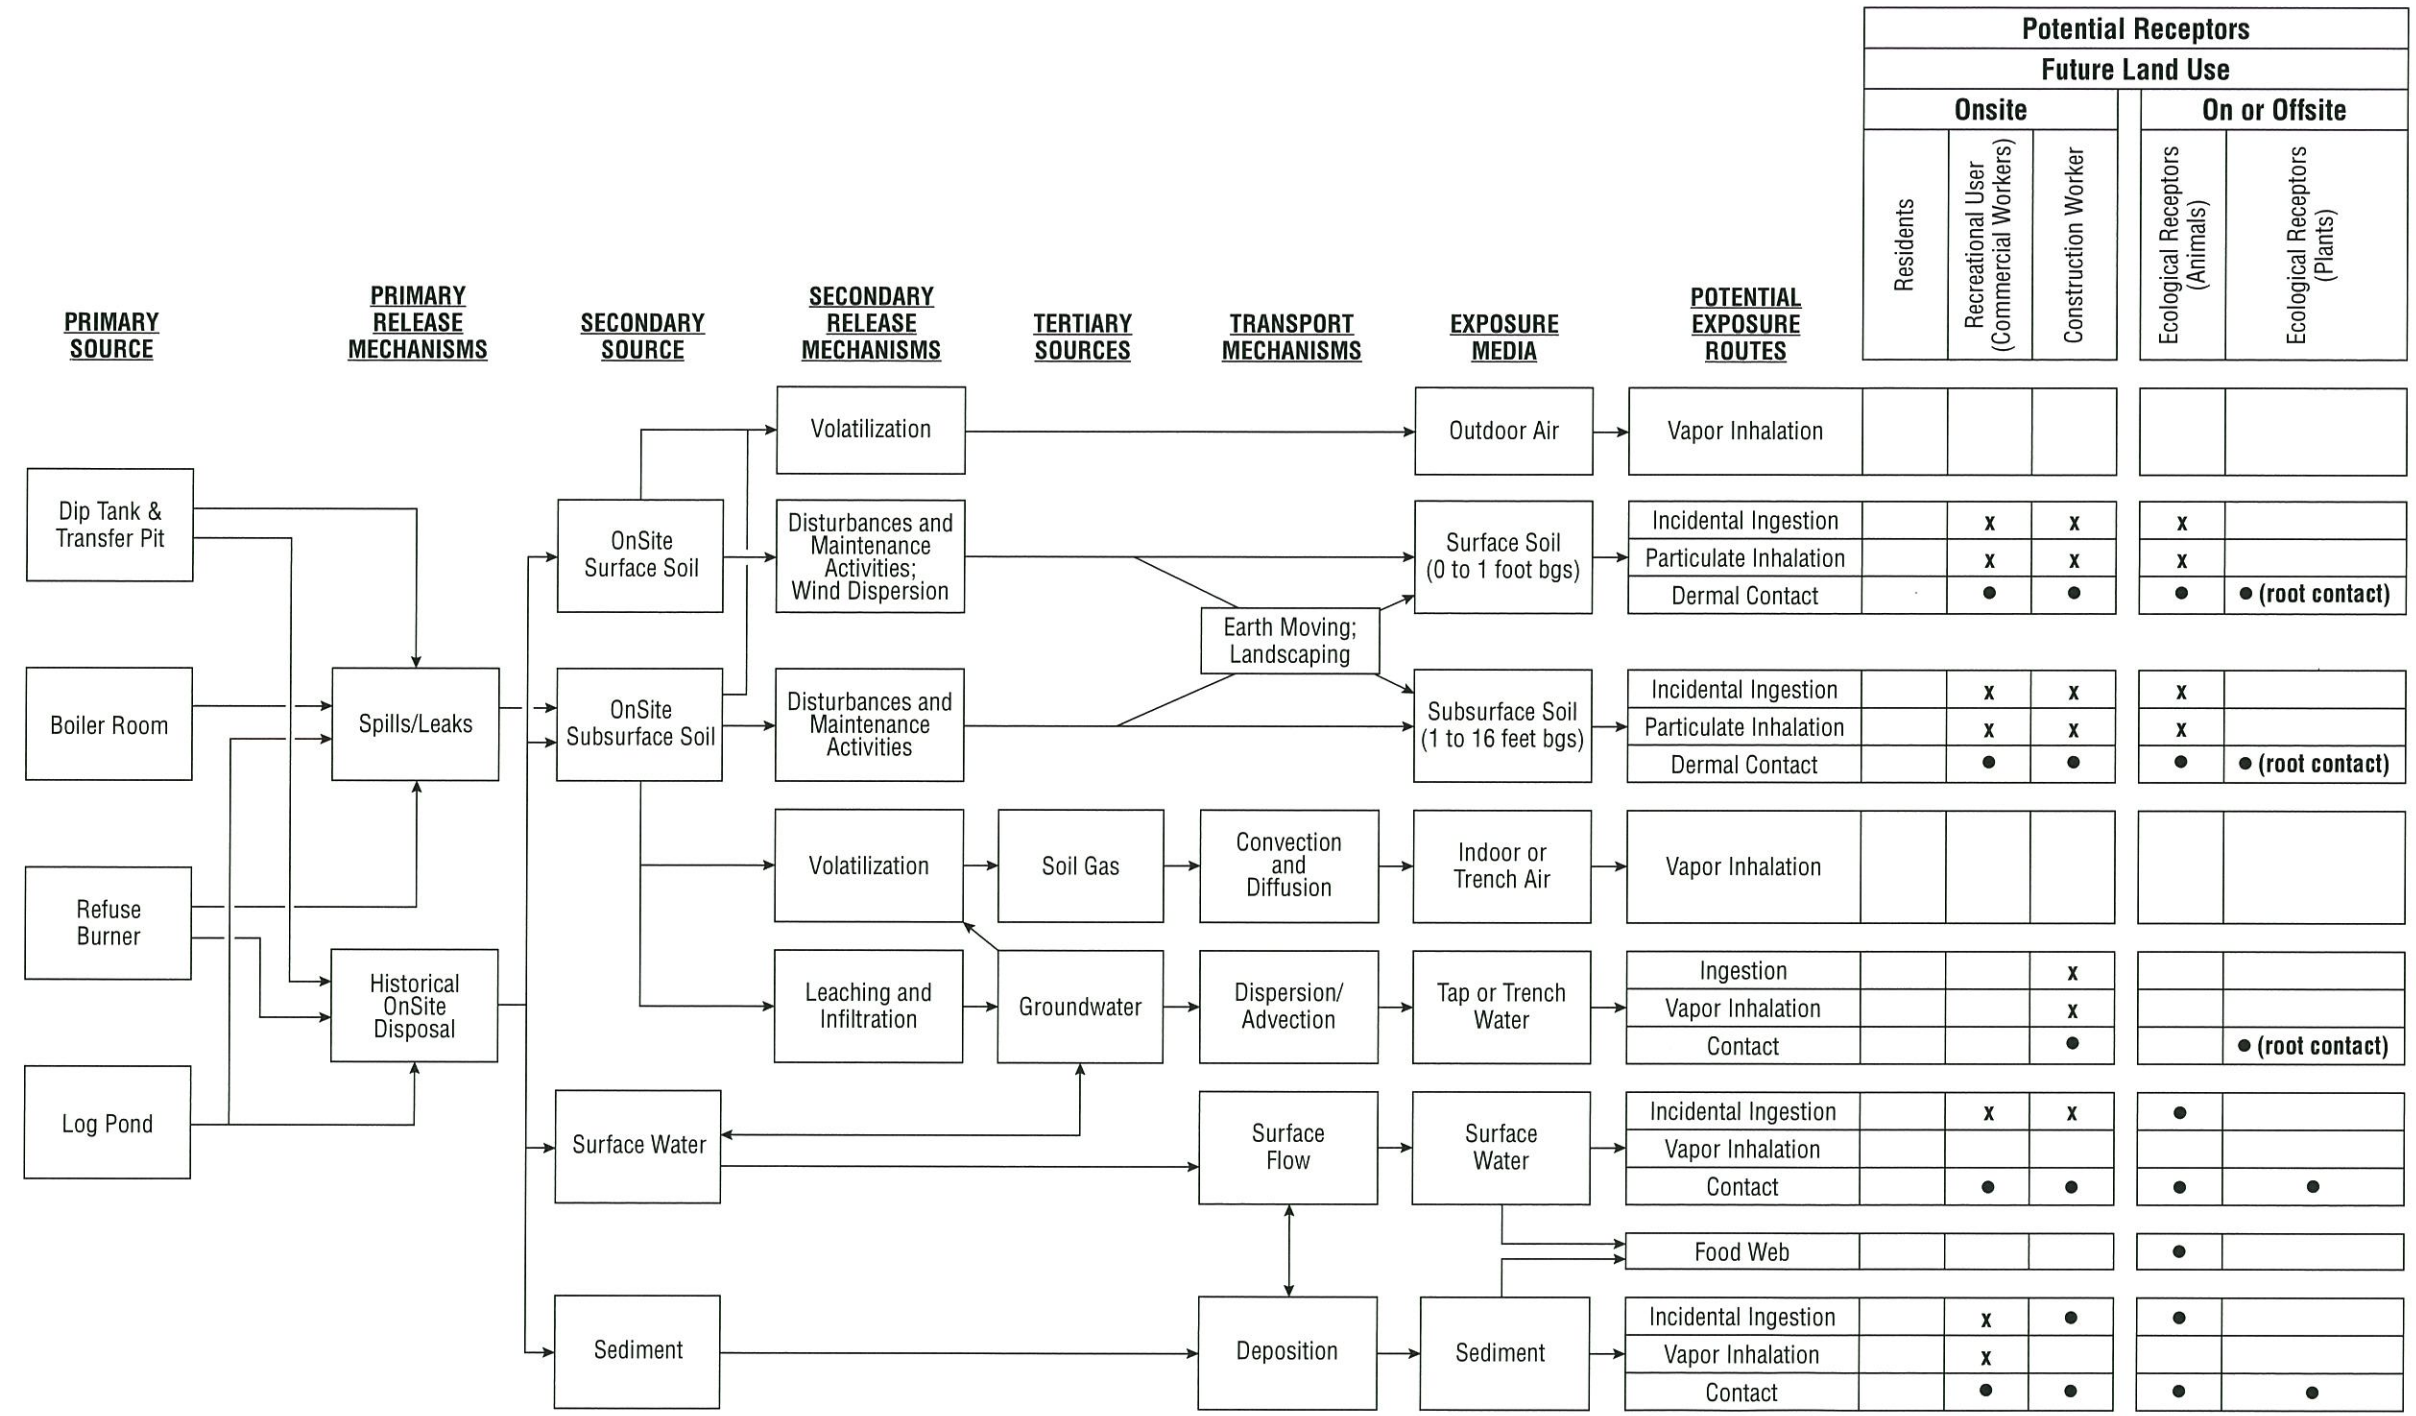 Potential Receptors
Future Land Use
Onsite
On or Offsite
Residents
Recreational User
(Commercial Workers)
Construction Worker
Ecological Receptors
(Animals)
Ecological Receptors
(Plants)
PRIMARY
SOURCE
PRIMARY
RELEASE
MECHANISMS
SECONDARY
SOURCE
SECONDARY
RELEASE
MECHANISMS
TERTIARY
SOURCES
TRANSPORT
MECHANISMS
EXPOSURE
MEDIA
POTENTIAL
EXPOSURE
ROUTES
Dip Tank &
Transfer Pit
Boiler Room
Refuse
Burner
Log Pond
Spills/Leaks
Historical
OnSite
Disposal
OnSite
Surface Soil
OnSite
Subsurface Soil
Surface Water
Sediment
Volatilization
Outdoor Air
Vapor Inhalation
Disturbances and
Maintenance
Activities;
Wind Dispersion
Earth Moving;
Landscaping
Surface Soil
(0 to 1 foot bgs)
Incidental Ingestion x x x
Particulate Inhalation x x x
Dermal Contact ● ● ● ● (root contact)
Disturbances and
Maintenance
Activities
Subsurface Soil
(1 to 16 feet bgs)
Incidental Ingestion x x x
Particulate Inhalation x x x
Dermal Contact ● ● ● ● (root contact)
Volatilization
Soil Gas
Convection
and
Diffusion
Indoor or
Trench Air
Vapor Inhalation
Leaching and
Infiltration
Groundwater
Dispersion/
Advection
Tap or Trench
Water
Ingestion x
Vapor Inhalation x
Contact ● ● (root contact)
Surface
Flow
Surface
Water
Incidental Ingestion x x ●
Vapor Inhalation
Contact ● ● ● ●
Food Web ●
Deposition
Sediment
Incidental Ingestion x ● ●
Vapor Inhalation x
Contact ● ● ● ●